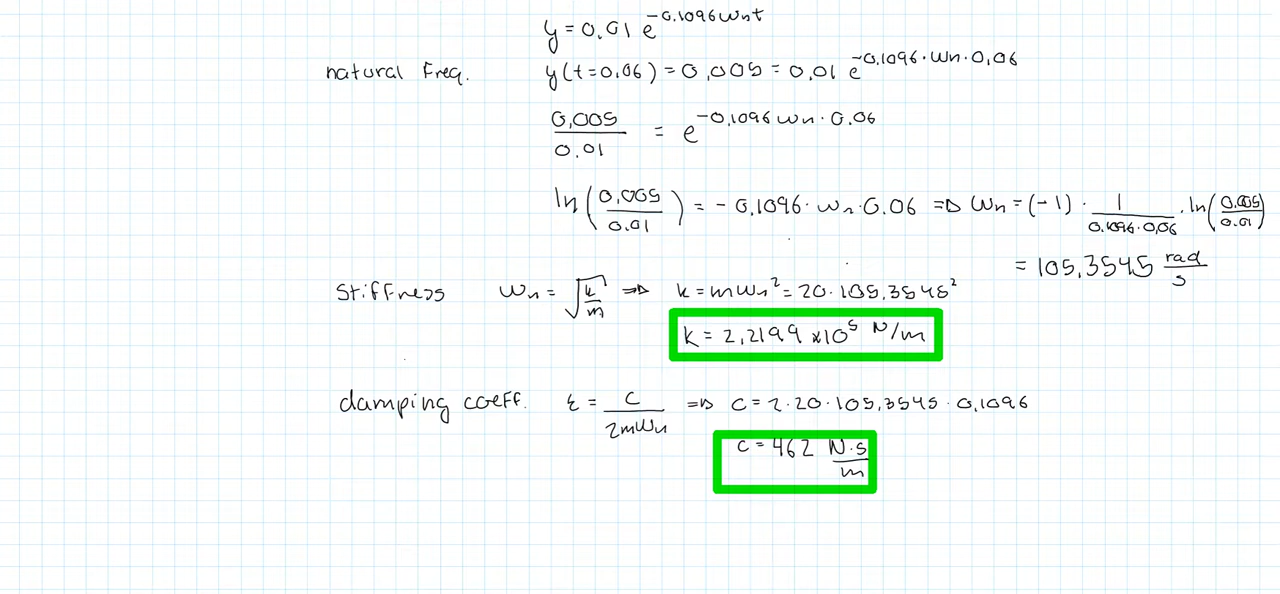 y = 0.01 e^{-0.1096 ωn t}
natural Freq. y(t=0.06) = 0,005 = 0.01 e^{-0.1096 · ωn · 0,06}
0,005/0.01 = e^{-0.1096 ωn · 0.06}
ln(0,005/0.01) = -0,1096 · ωn · 0.06 ⇒ ωn = (-1) · 1/(0.1096 · 0,06) · ln(0.005/0.01)
= 105,3545 rad/s
Stiffness ωn = √(k/m) ⇒ k = mωn² = 20 · 105,3545²
k = 2,2199 x10⁵ N/m
damping coeff. ξ = c/(2mωn) ⇒ c = 2 · 20 · 105,3545 · 0,1096
c = 462 N·s/m